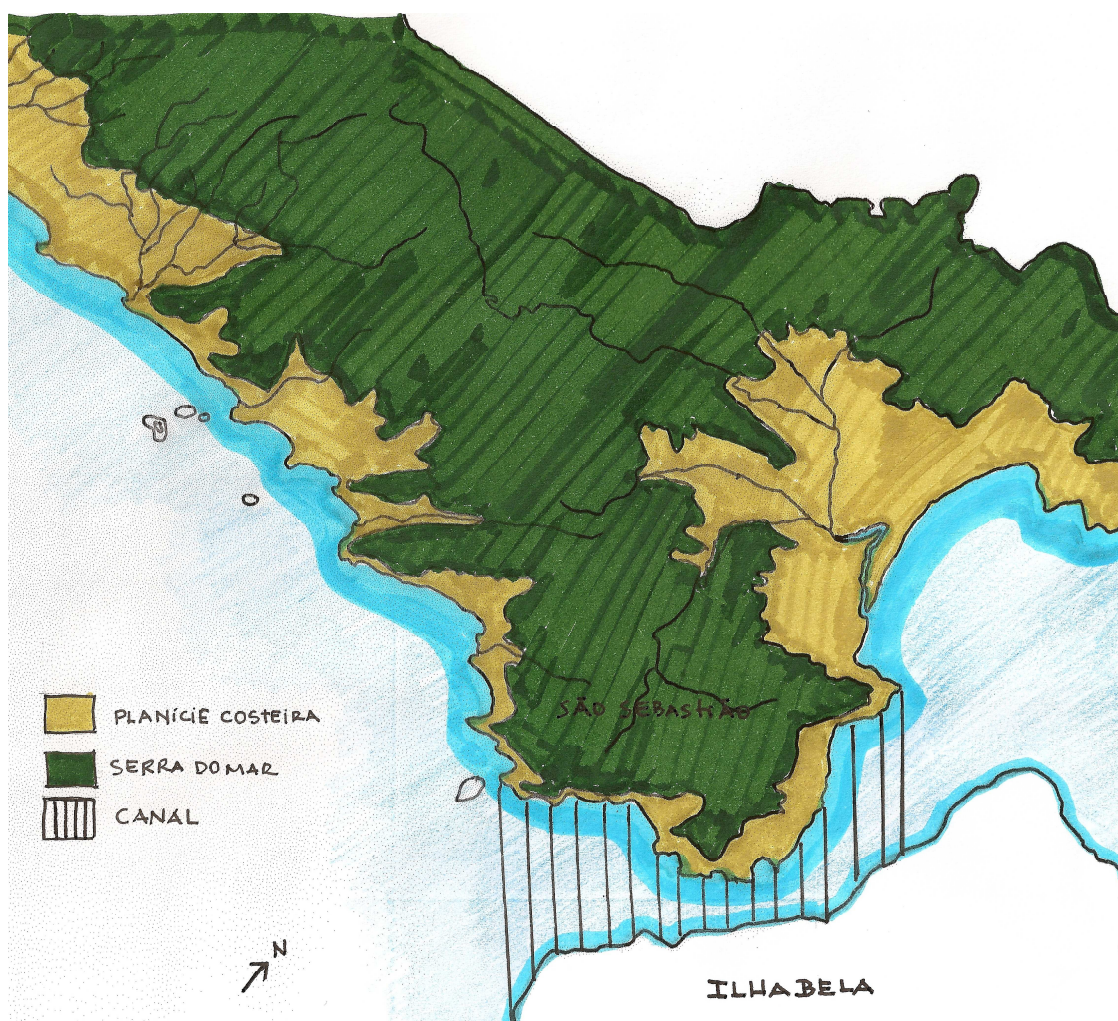 SÃO SEBASTIÃO
PLANÍCIE COSTEIRA
SERRA DO MAR
CANAL
N
ILHABELA